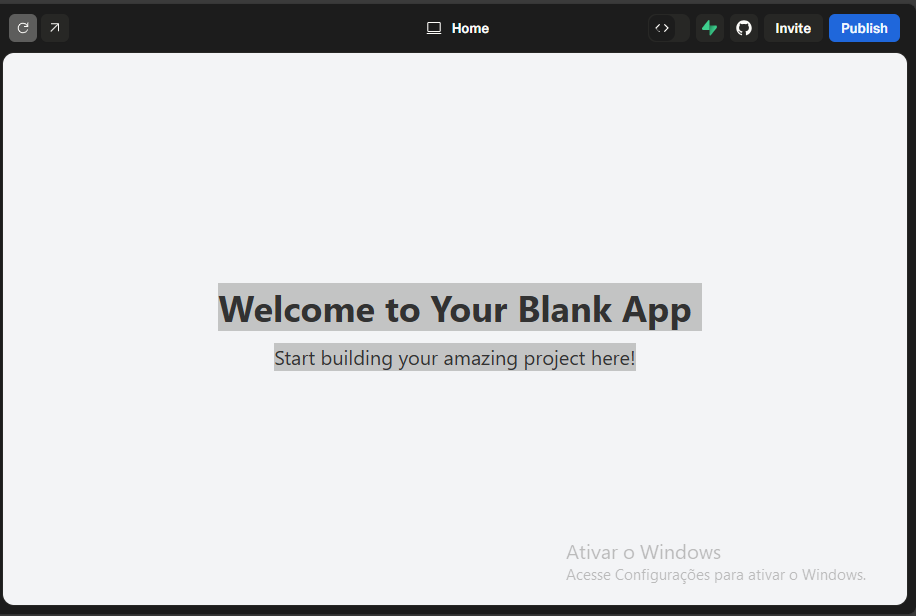 Home
Invite
Publish
Welcome to Your Blank App
Start building your amazing project here!
Ativar o Windows
Acesse Configurações para ativar o Windows.